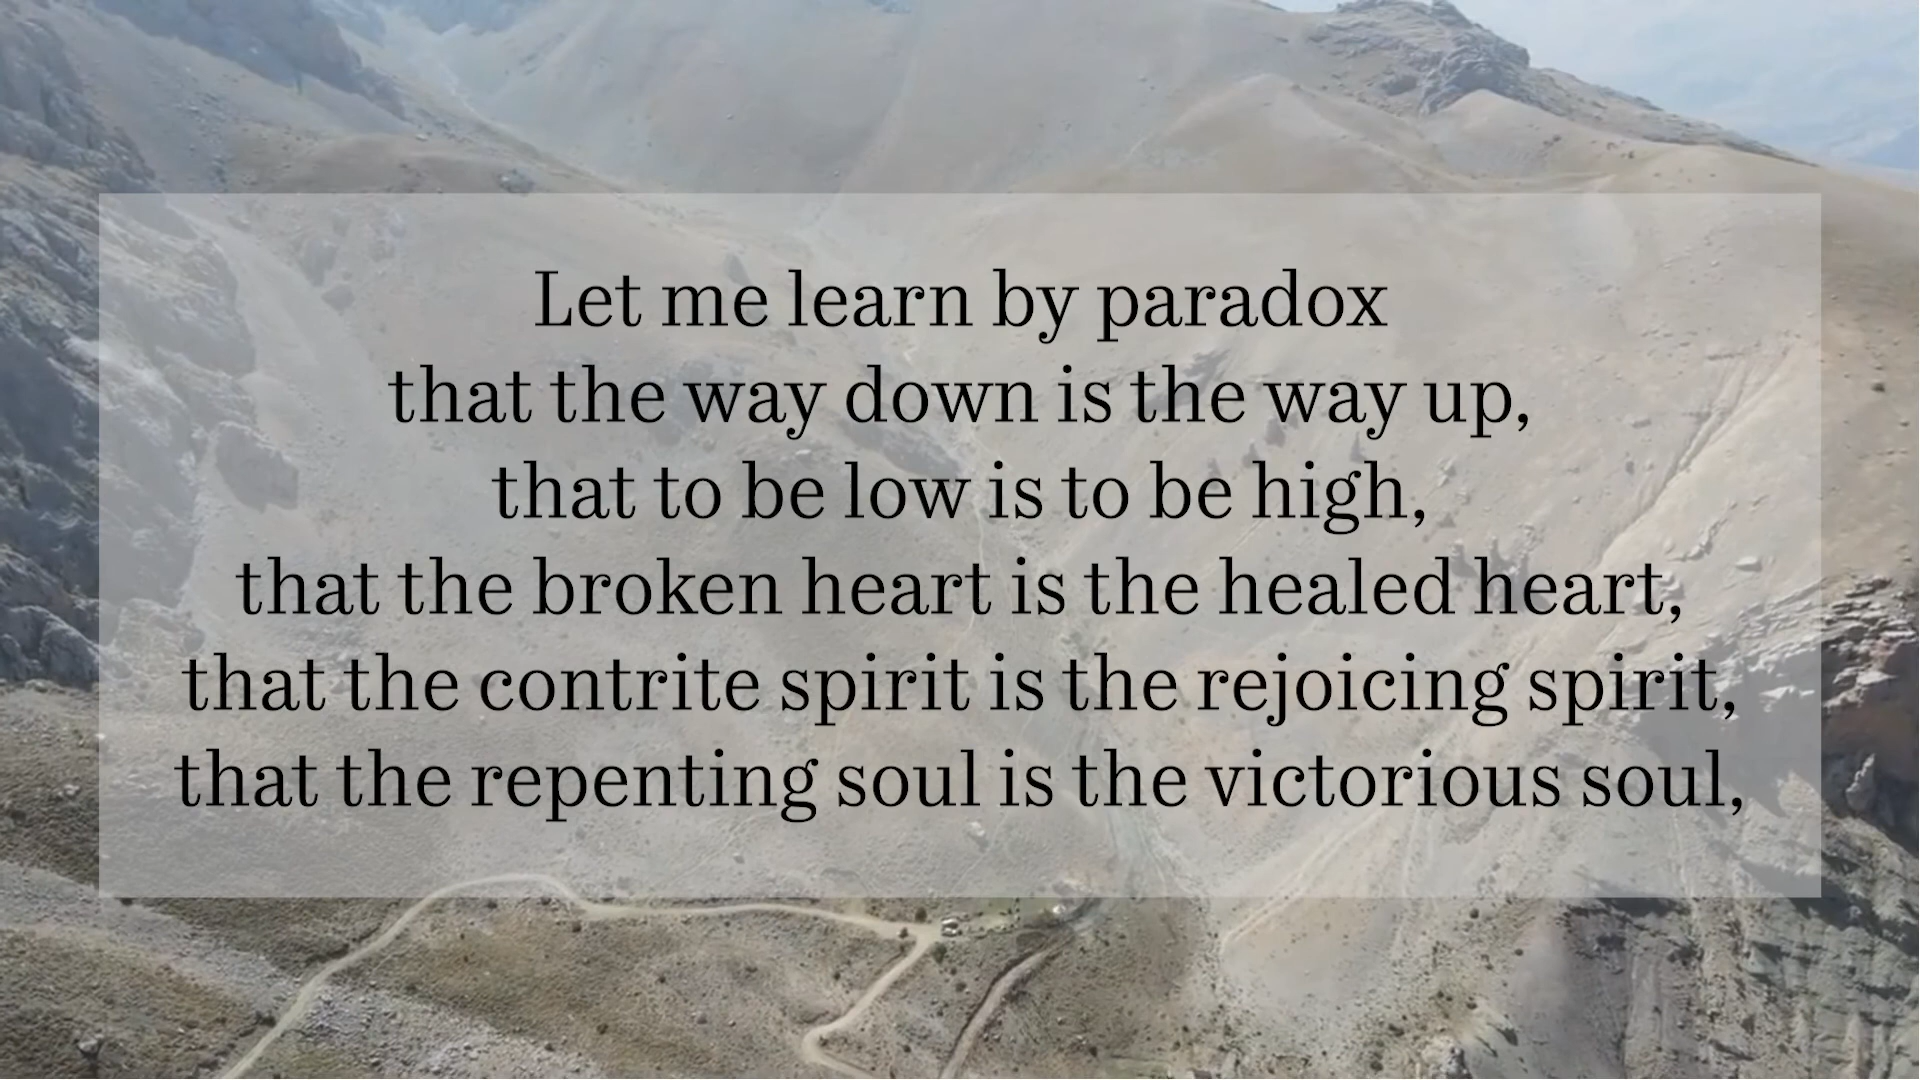 Let me learn by paradox
that the way down is the way up,
that to be low is to be high,
that the broken heart is the healed heart,
that the contrite spirit is the rejoicing spirit,
that the repenting soul is the victorious soul,